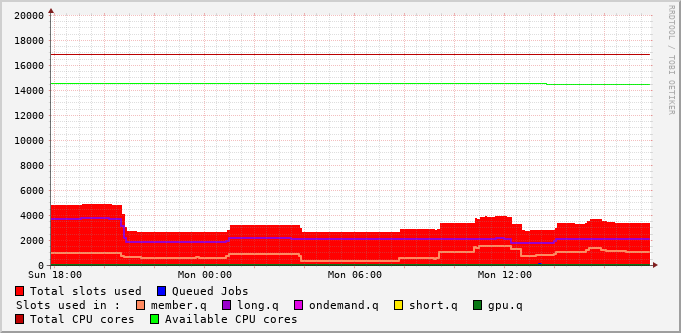 20000
18000
16000
14000
12000
10000
8000
6000
4000
2000
0
Sun 18:00 Mon 00:00 Mon 06:00 Mon 12:00
RRDTOOL / TOBI OETIKER
Total slots used Queued Jobs
Slots used in : member.q long.q ondemand.q short.q gpu.q
Total CPU cores Available CPU cores